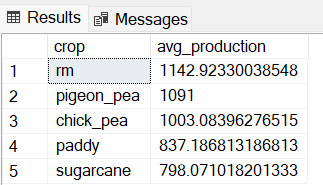 Results Messages
crop avg_production
1 rm 1142.92330038548
2 pigeon_pea 1091
3 chick_pea 1003.08396276515
4 paddy 837.186813186813
5 sugarcane 798.071018201333